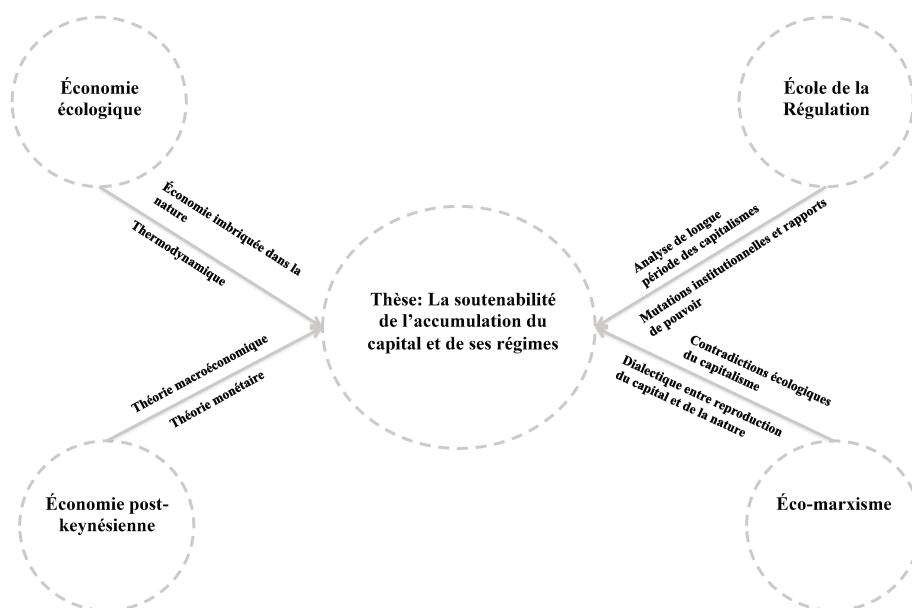 Économie
écologique
École de la
Régulation
Économie imbriquée dans la
nature
Thermodynamique
Analyse de longue
période des capitalismes
Mutations institutionnelles et rapports
de pouvoir
Thèse: La soutenabilité
de l’accumulation du
capital et de ses régimes
Théorie macroéconomique
Théorie monétaire
Contradictions écologiques
du capitalisme
Dialectique entre reproduction
du capital et de la nature
Économie post-
keynésienne
Éco-marxisme